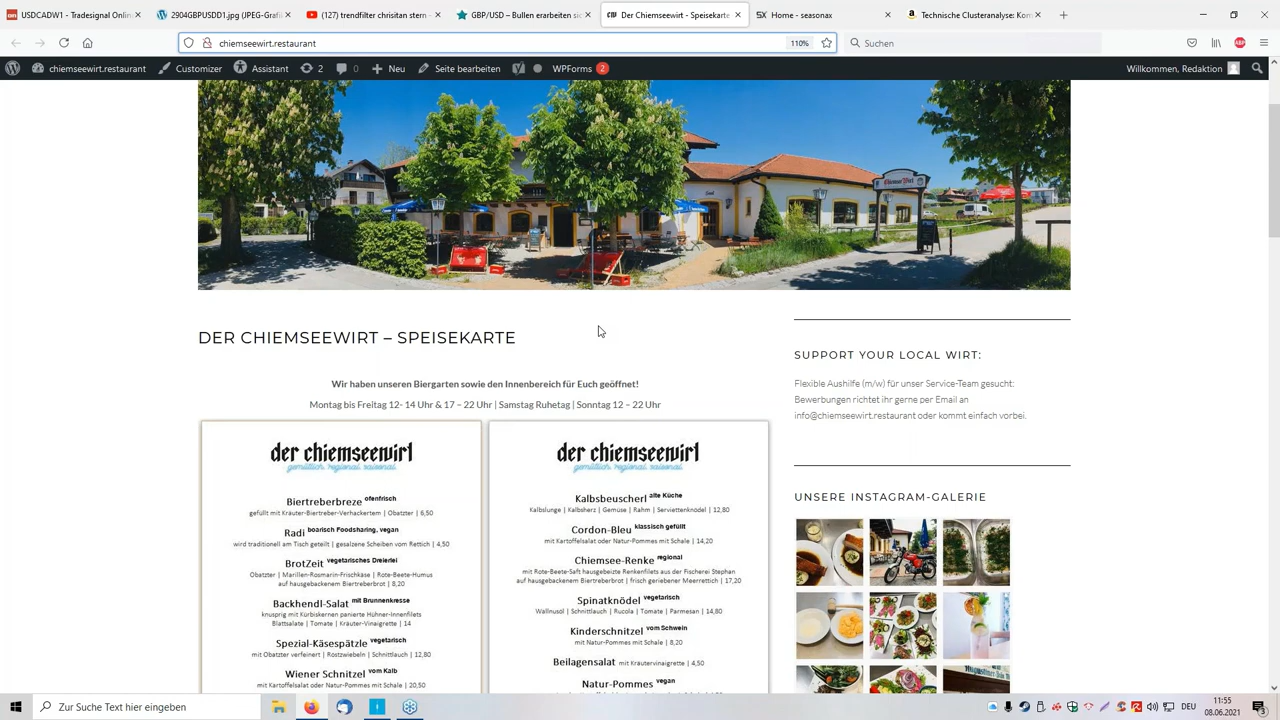 USDCADW1 - Tradesignal Onlin
2904GBPUSDD1.jpg (JPEG-Grafi
(127) trendfisher chrisitan stern
GBP/USD – Bullen erarbeiten sic
Der Chiemseewirt - Speisekarte
SX Home - seasonax
Technische Clusteranalyse: Kom
chiemseewirt.restaurant
110%
Suchen
chiemseewirt.restaurant
Customizer
Assistant
2
0
Neu
Seite bearbeiten
WPForms 2
Willkommen, Redaktion
DER CHIEMSEEWIRT – SPEISEKARTE
Wir haben unseren Biergarten sowie den Innenbereich für Euch geöffnet!
Montag bis Freitag 12- 14 Uhr & 17 – 22 Uhr | Samstag Ruhetag | Sonntag 12 – 22 Uhr
der chiemseewirt
gemütlich. regional. saisonal.
Biertreberbreze ofenfrisch
gefüllt mit Kräuter-Biertreber-Verhackertem | Obatzter | 6,50
Radi boarisch Foodsharing, vegan
wird traditionell am Tisch geteilt | gesalzene Scheiben vom Rettich | 4,50
BrotZeit vegetarisches Dreierlei
Obatzter | Marillen-Rosmarin-Frischkäse | Rote-Beete-Humus
auf hausgebackenem Biertreberbrot | 8,20
Backhendl-Salat mit Brunnenkresse
knusprig mit Kürbiskernen panierte Hühner-Innenfilets
Blattsalate | Tomate | Kräuter-Vinaigrette | 14
Spezial-Käsespätzle vegetarisch
mit Obatzter verfeinert | Röstzwiebeln | Schnittlauch | 12,80
Wiener Schnitzel vom Kalb
mit Kartoffelsalat oder Natur-Pommes mit Schale | 20,50
der chiemseewirt
gemütlich. regional. saisonal.
Kalbsbeuscherl alte Küche
Kalbslunge | Kalbsherz | Gemüse | Rahm | Serviettenknödel | 12,80
Cordon-Bleu klassisch gefüllt
mit Kartoffelsalat oder Natur-Pommes mit Schale | 14,20
Chiemsee-Renke regional
mit Rote-Beete-Saft hausgebeizte Renkenfilets aus der Fischerei Stephan
auf hausgebackenem Biertreberbrot | frisch geriebener Meerrettich | 17,20
Spinatknödel vegetarisch
Wallnusöl | Schnittlauch | Rucola | Tomate | Parmesan | 14,80
Kinderschnitzel vom Schwein
mit Natur-Pommes mit Schale | 8,20
Beilagensalat mit Kräutervinaigrette | 4,50
Natur-Pommes vegan
SUPPORT YOUR LOCAL WIRT:
Flexible Aushilfe (m/w) für unser Service-Team gesucht:
Bewerbungen richtet ihr gerne per Email an
info@chiemseewirt.restaurant oder kommt einfach vorbei.
UNSERE INSTAGRAM-GALERIE
Zur Suche Text hier eingeben
DEU
11:55
08.06.2021